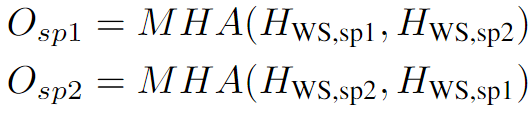 O_{sp1} = MHA(H_{WS,sp1}, H_{WS,sp2})
O_{sp2} = MHA(H_{WS,sp2}, H_{WS,sp1})